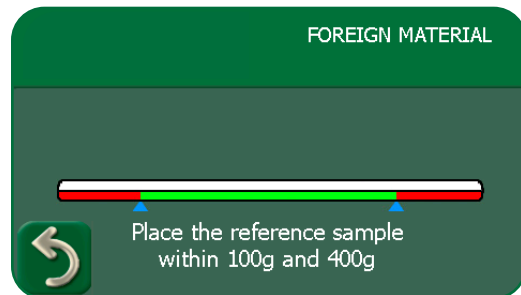 FOREIGN MATERIAL
Place the reference sample
within 100g and 400g